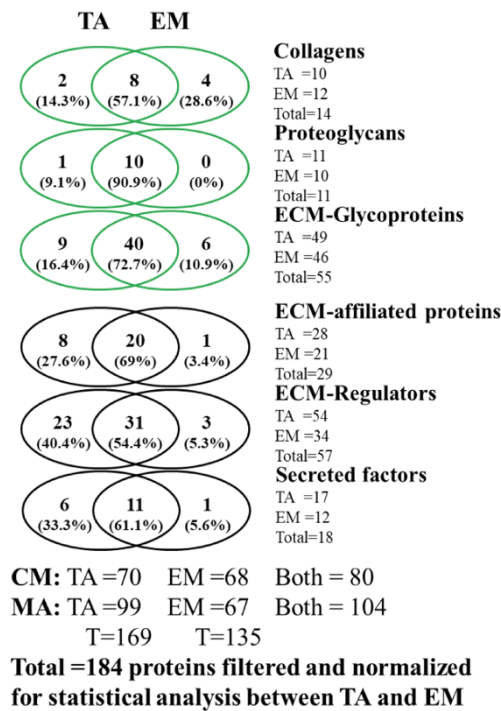 TA EM
2 8 4
(14.3%) (57.1%) (28.6%)
Collagens
TA =10
EM =12
Total=14
1 10 0
(9.1%) (90.9%) (0%)
Proteoglycans
TA =11
EM =10
Total=11
9 40 6
(16.4%) (72.7%) (10.9%)
ECM-Glycoproteins
TA =49
EM =46
Total=55
8 20 1
(27.6%) (69%) (3.4%)
ECM-affiliated proteins
TA =28
EM =21
Total=29
23 31 3
(40.4%) (54.4%) (5.3%)
ECM-Regulators
TA =54
EM =34
Total=57
6 11 1
(33.3%) (61.1%) (5.6%)
Secreted factors
TA =17
EM =12
Total=18
CM: TA =70 EM =68 Both = 80
MA: TA =99 EM =67 Both = 104
T=169 T=135
Total =184 proteins filtered and normalized
for statistical analysis between TA and EM